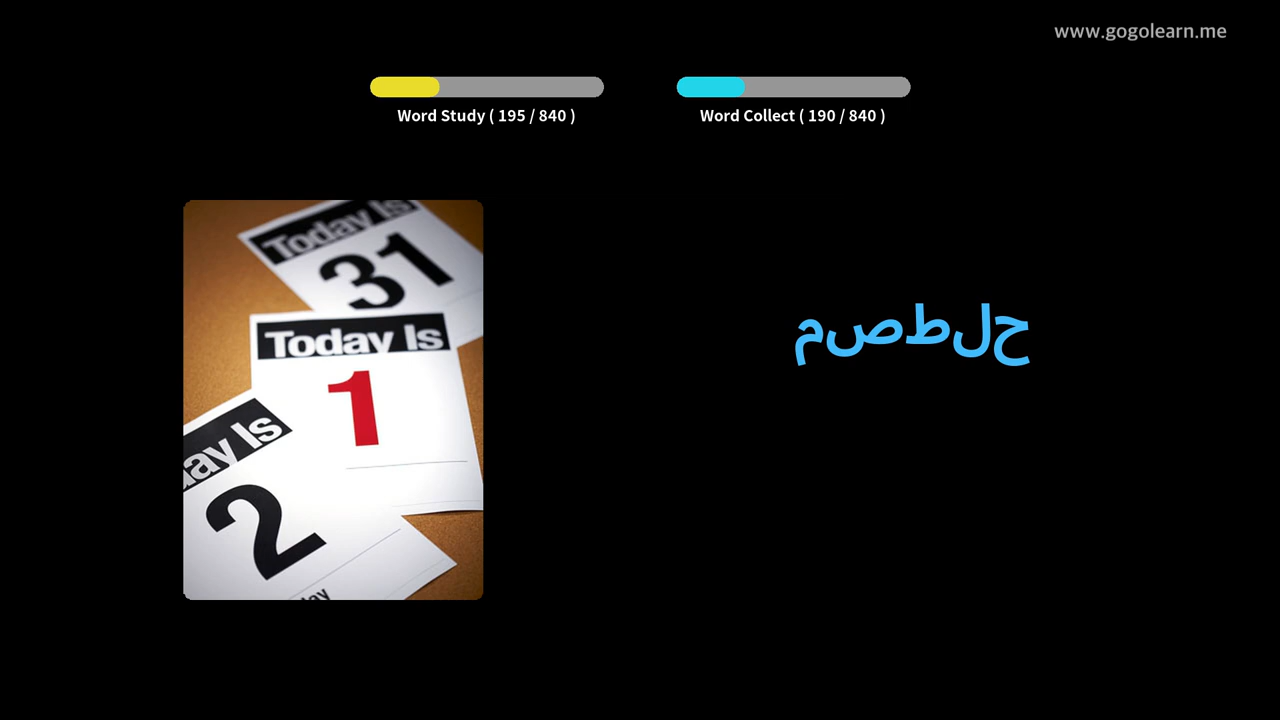 www.gogolearn.me
Word Study ( 195 / 840 )
Word Collect ( 190 / 840 )
Today Is
31
Today Is
1
ay Is
2
مصطلح